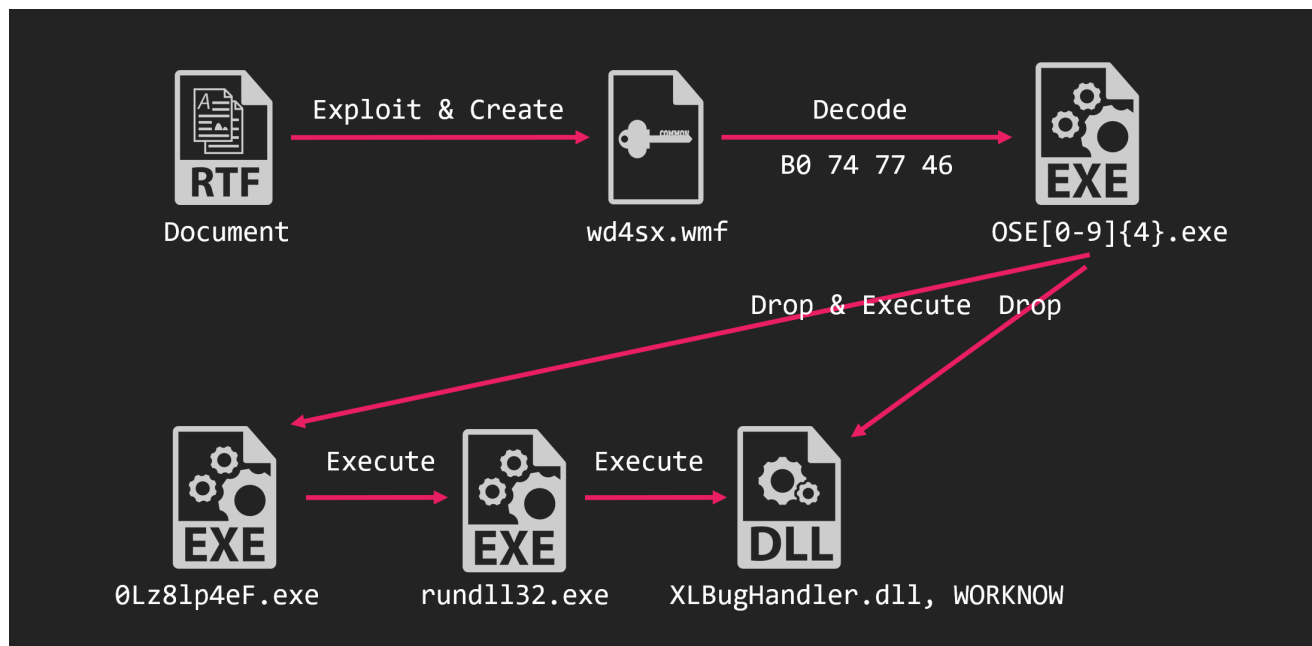 Exploit & Create
Decode
B0 74 77 46
A
COMMON
RTF
EXE
Document
wd4sx.wmf
OSE[0-9]{4}.exe
Drop & Execute Drop
Execute
Execute
EXE
EXE
DLL
0Lz8lp4eF.exe
rundll32.exe
XLBugHandler.dll, WORKNOW